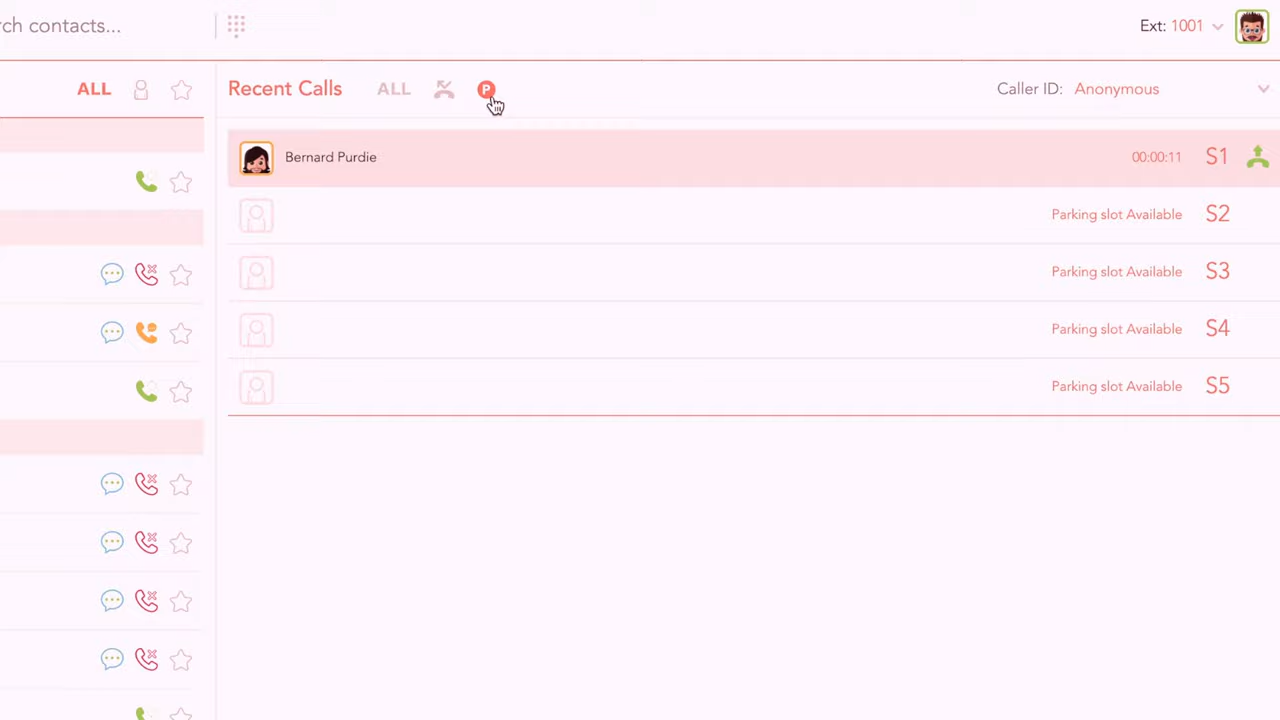 rch contacts...
Ext: 1001
ALL
Recent Calls ALL P
Caller ID: Anonymous
Bernard Purdie 00:00:11 S1
Parking slot Available S2
Parking slot Available S3
Parking slot Available S4
Parking slot Available S5